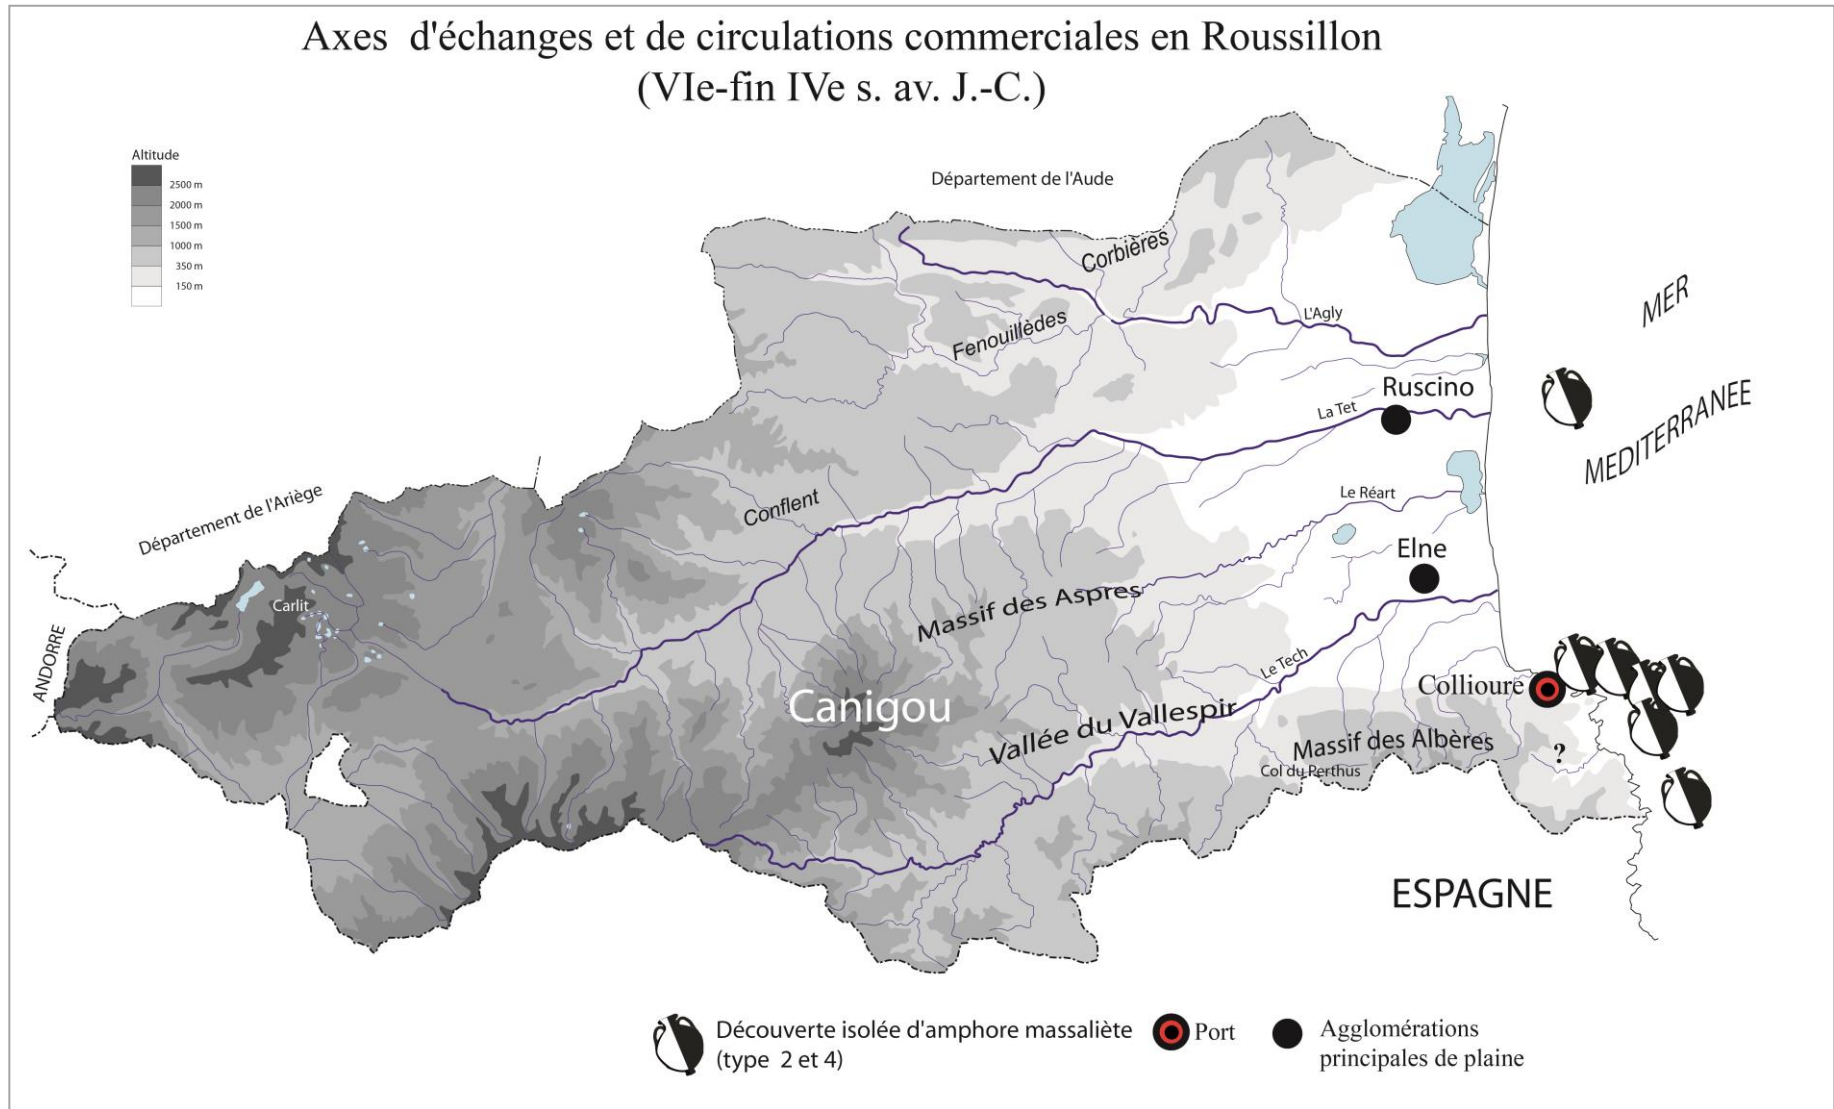 Axes d'échanges et de circulations commerciales en Roussillon
(VIe-fin IVe s. av. J.-C.)
Altitude
2500 m
2000 m
1500 m
1000 m
350 m
150 m
Département de l'Aude
Corbières
MER
L'Agly
Fenouillèdes
Ruscino
La Tet
MEDITERRANEE
Département de l'Ariège
Conflent
Le Réart
Elne
Carlit
Massif des Aspres
ANDORRE
Le Tech
Collioure
Canigou
Vallée du Vallespir
Massif des Albères
?
Col du Perthus
ESPAGNE
Découverte isolée d'amphore massaliète
(type 2 et 4)
Port
Agglomérations
principales de plaine